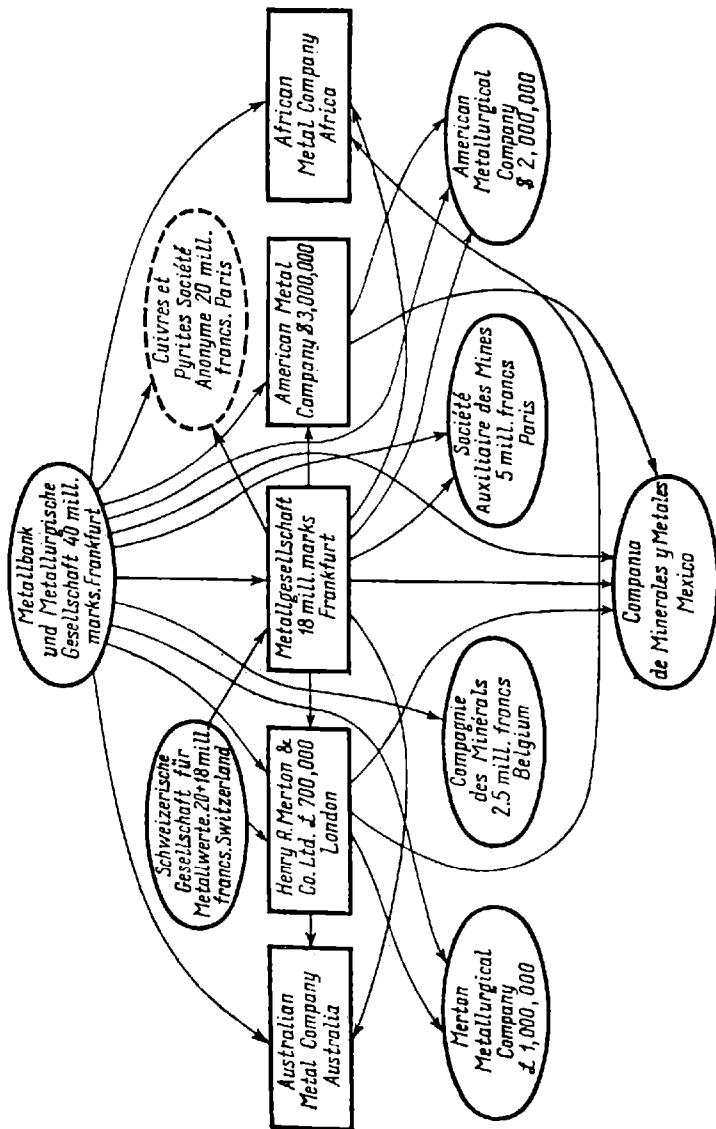 Metallbank
und Metallurgische
Gesellschaft 40 mill.
marks. Frankfurt
Schweizerische
Gesellschaft für
Metallwerte. 20+18 mill.
francs. Switzerland
Cuivres et
Pyrites Société
Anonyme 20 mill.
francs. Paris
Australian
Metal Company
Australia
Henry R. Merton &
Co. Ltd. £ 700,000
London
Metallgesellschaft
18 mill. marks
Frankfurt
American Metal
Company $3,000,000
African
Metal Company
Africa
Merton
Metallurgical
Company
£ 1,000,000
Compagnie
des Minérals
2.5 mill. francs
Belgium
Société
Auxiliaire des Mines
5 mill. francs
Paris
American
Metallurgical
Company
$ 2,000,000
Compania
de Minerales y Metales
Mexico